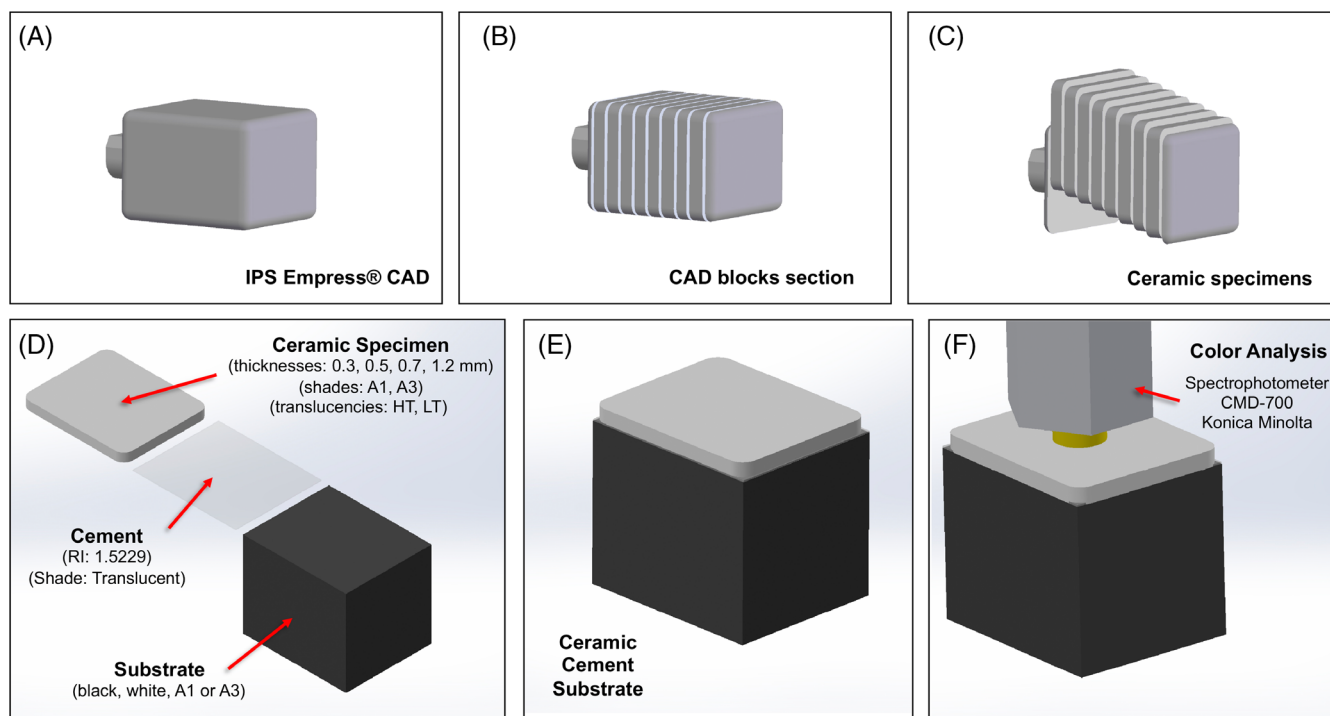 (A)
IPS Empress® CAD
(B)
CAD blocks section
(C)
Ceramic specimens
(D)
Ceramic Specimen
(thicknesses: 0.3, 0.5, 0.7, 1.2 mm)
(shades: A1, A3)
(translucencies: HT, LT)
Cement
(RI: 1.5229)
(Shade: Translucent)
Substrate
(black, white, A1 or A3)
(E)
Ceramic
Cement
Substrate
(F)
Color Analysis
Spectrophotometer
CMD-700
Konica Minolta